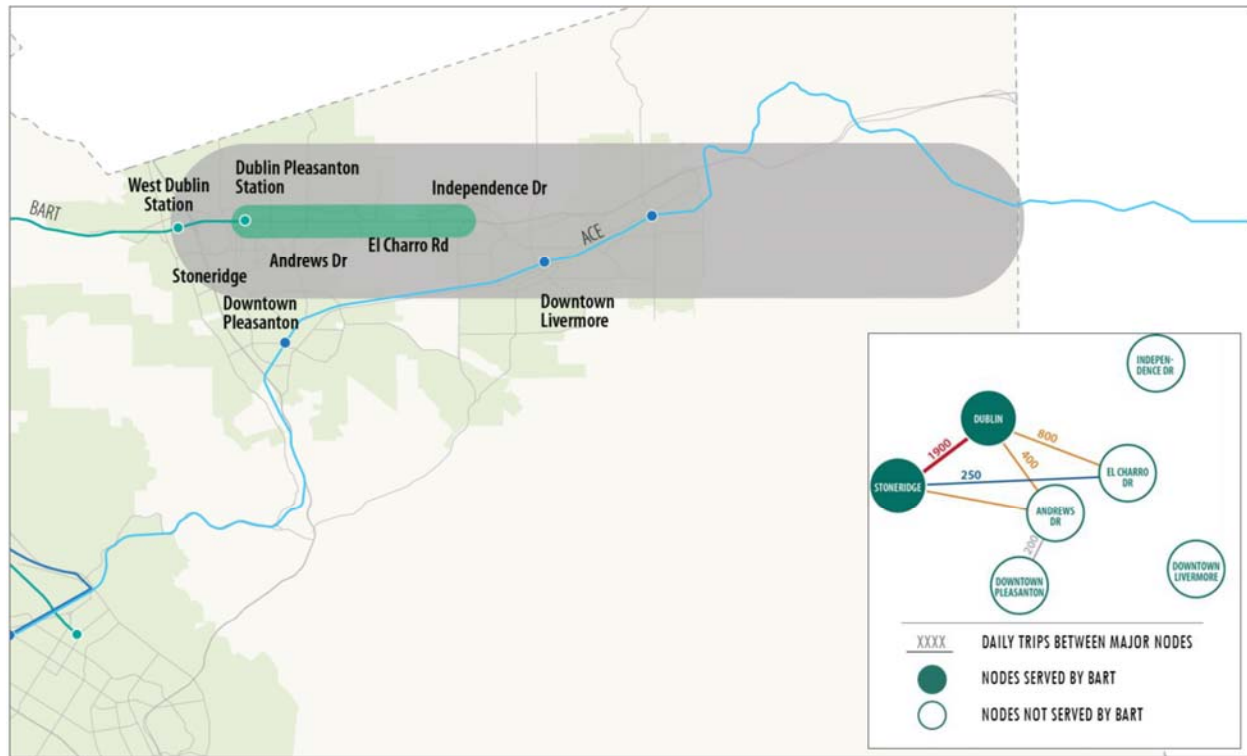 West Dublin
Station
Dublin Pleasanton
Station
Independence Dr
BART
El Charro Rd
ACE
Andrews Dr
Stoneridge
Downtown
Pleasanton
Downtown
Livermore
INDEPEN-
DENCE DR
DUBLIN
1900
800
400
250
STONERIDGE
EL CHARRO
DR
ANDREWS
DR
200
DOWNTOWN
PLEASANTON
DOWNTOWN
LIVERMORE
XXXX DAILY TRIPS BETWEEN MAJOR NODES
NODES SERVED BY BART
NODES NOT SERVED BY BART